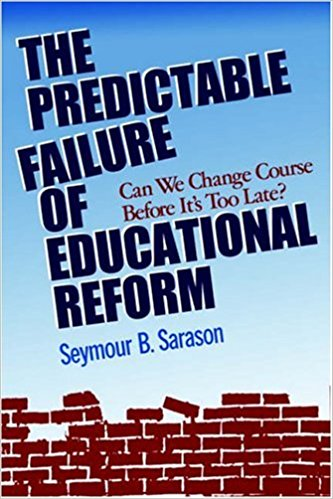 THE
PREDICTABLE
FAILURE
OF
Can We Change Course
Before It's Too Late?
EDUCATIONAL
REFORM
Seymour B. Sarason